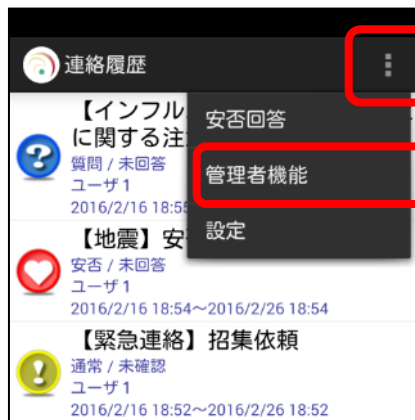 連絡履歴
【インフル
に関する注
質問 / 未回答
ユーザ 1
2016/2/16 18:55
安否回答
管理者機能
設定
【地震】安
安否 / 未回答
ユーザ 1
2016/2/16 18:54～2016/2/26 18:54
【緊急連絡】招集依頼
通常 / 未確認
ユーザ 1
2016/2/16 18:52～2016/2/26 18:52